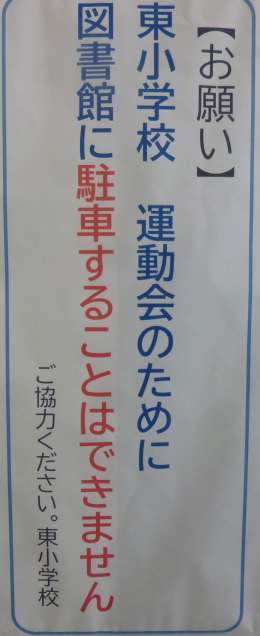 【お願い】
東小学校　運動会のために
図書館に駐車することはできません
ご協力ください。東小学校